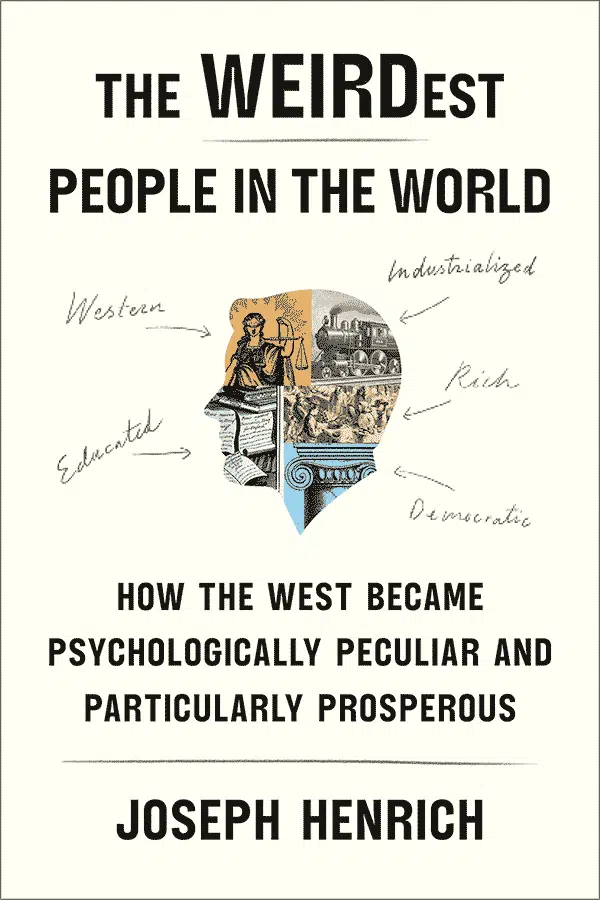 THE WEIRDEST
PEOPLE IN THE WORLD
Industrialized
Western
Rich
Educated
Democratic
HOW THE WEST BECAME
PSYCHOLOGICALLY PECULIAR AND
PARTICULARLY PROSPEROUS
JOSEPH HENRICH